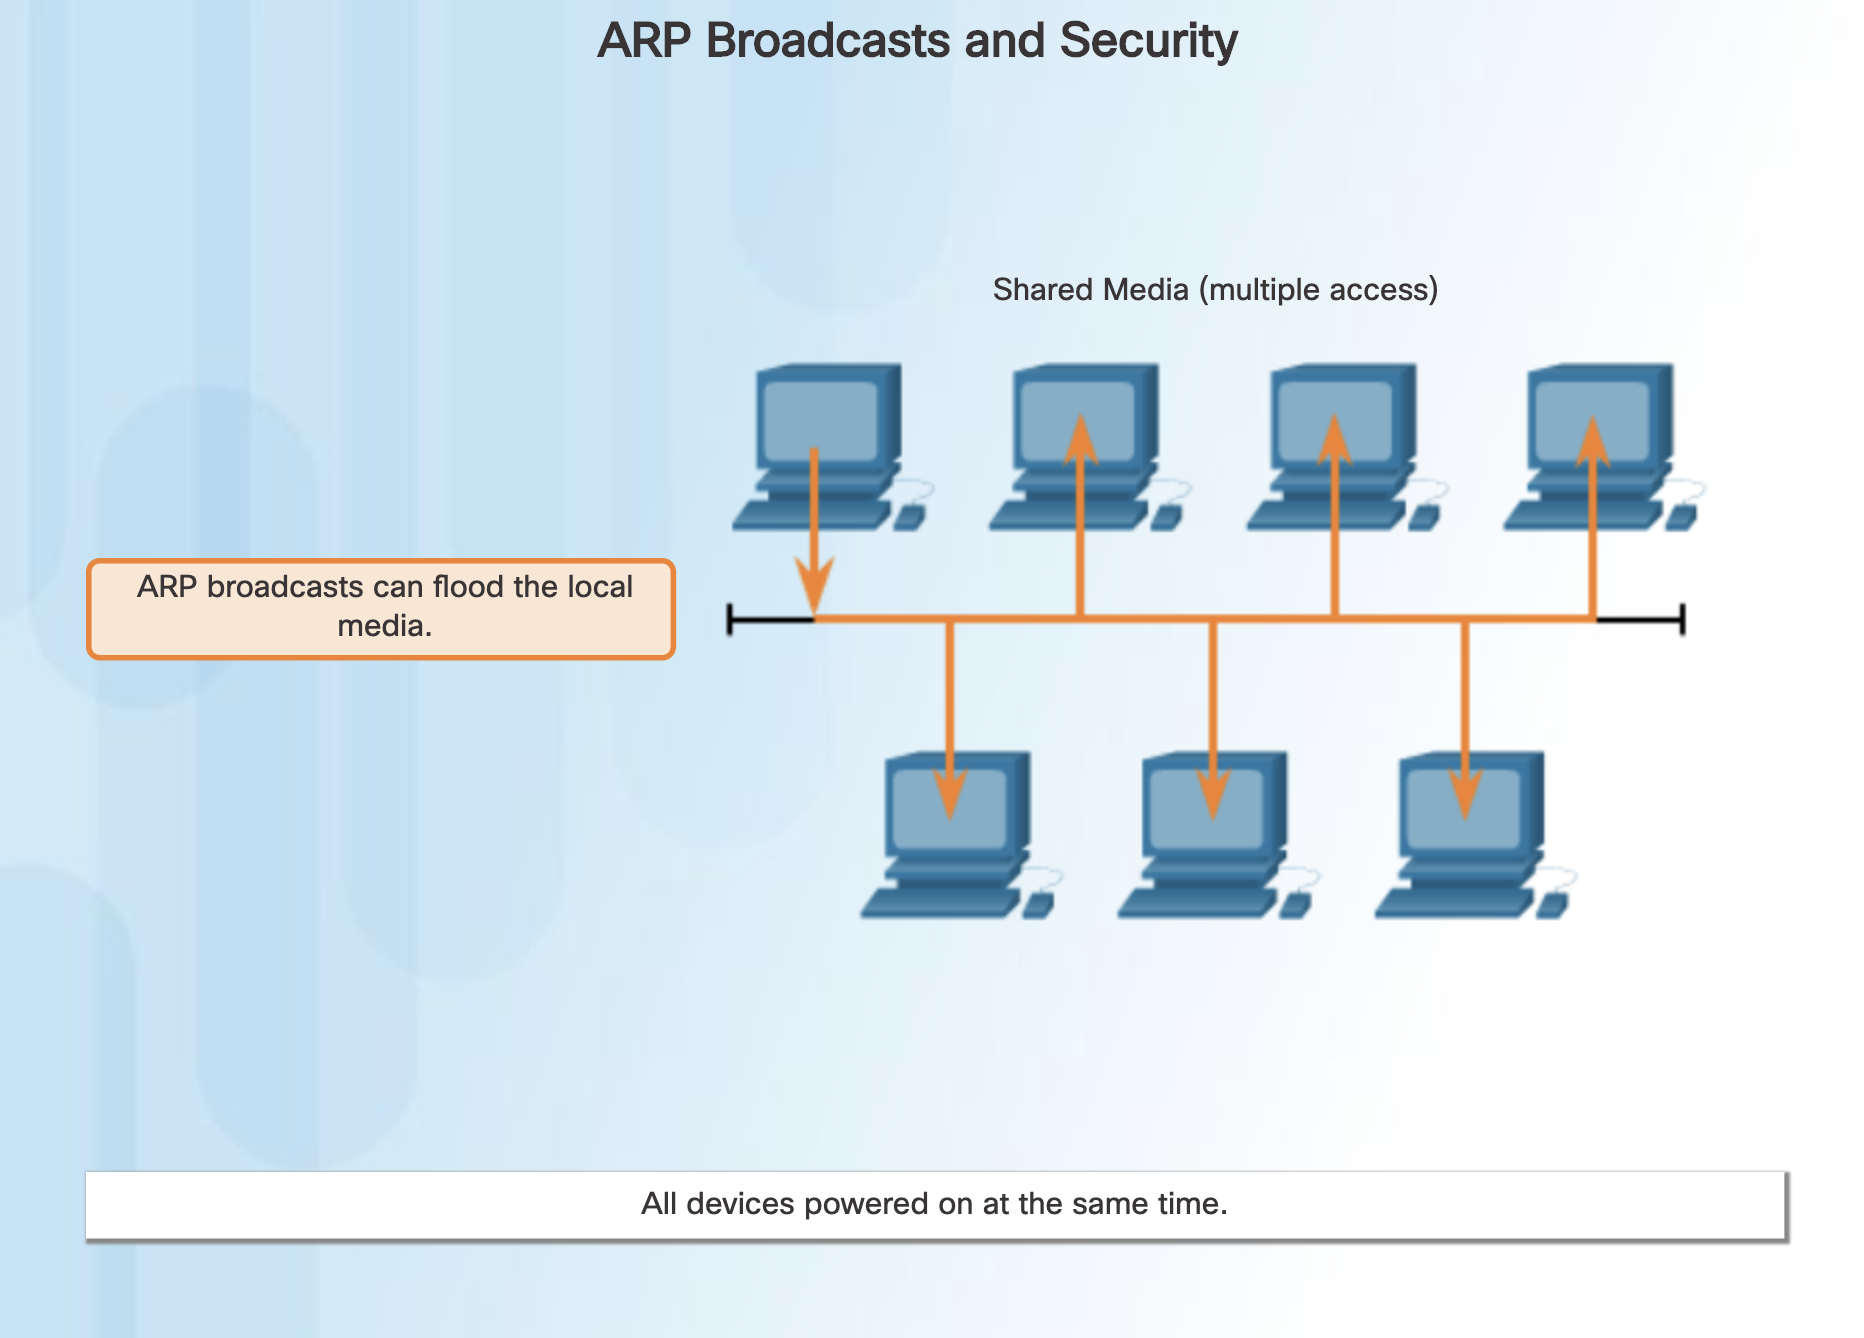 ARP Broadcasts and Security
Shared Media (multiple access)
ARP broadcasts can flood the local
media.
All devices powered on at the same time.